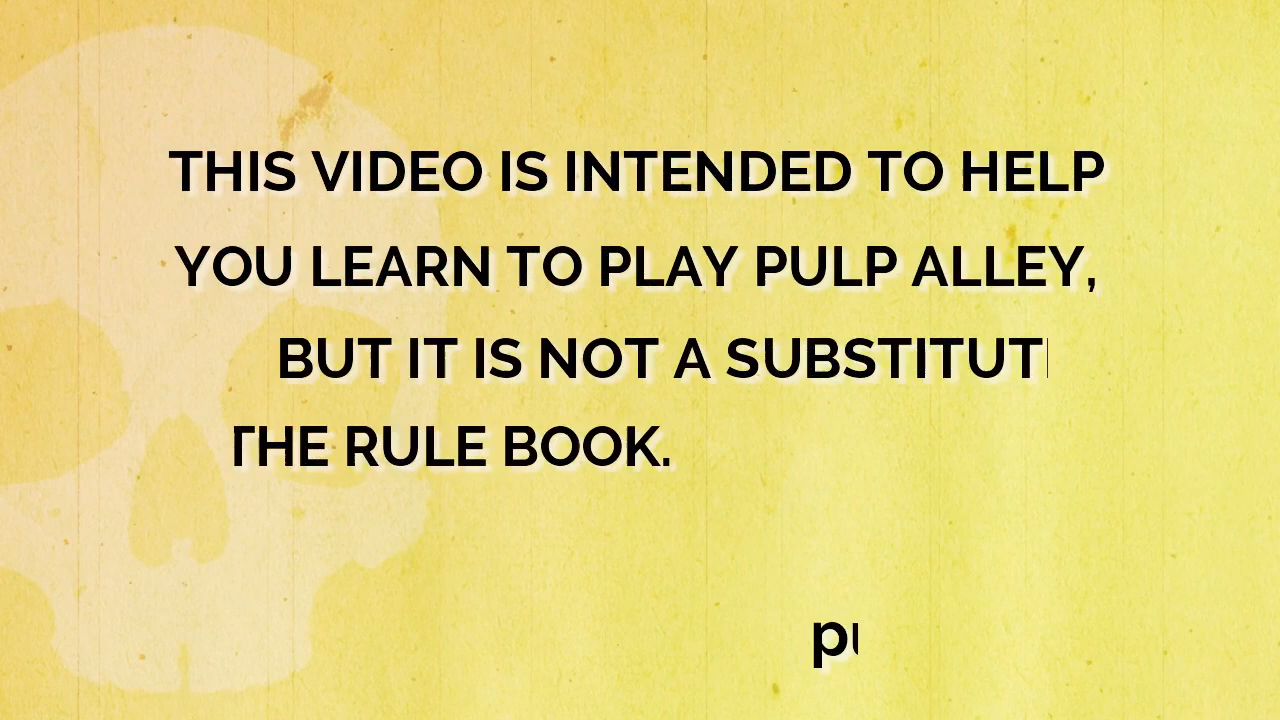 THIS VIDEO IS INTENDED TO HELP
YOU LEARN TO PLAY PULP ALLEY,
BUT IT IS NOT A
THE RULE BOOK.